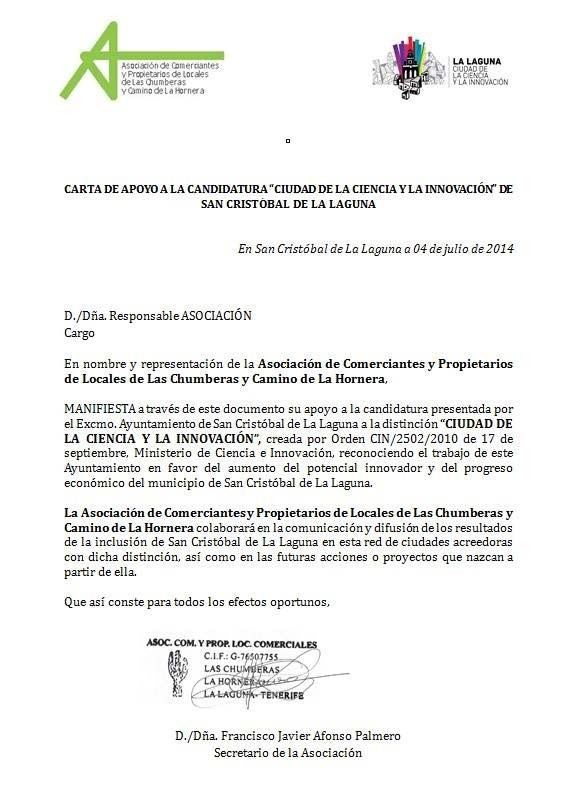 Asociación de Comerciantes
y Propietarios de Locales
de Las Chumberas
y Camino de La Hornera
LA LAGUNA
CIUDAD DE
LA CIENCIA
Y LA INNOVACIÓN
CARTA DE APOYO A LA CANDIDATURA “CIUDAD DE LA CIENCIA Y LA INNOVACIÓN” DE
SAN CRISTÓBAL DE LA LAGUNA
En San Cristóbal de La Laguna a 04 de julio de 2014
D./Dña. Responsable ASOCIACIÓN
Cargo
En nombre y representación de la Asociación de Comerciantes y Propietarios
de Locales de Las Chumberas y Camino de La Hornera,
MANIFIESTA a través de este documento su apoyo a la candidatura presentada por
el Excmo. Ayuntamiento de San Cristóbal de La Laguna a la distinción “CIUDAD DE
LA CIENCIA Y LA INNOVACIÓN”, creada por Orden CIN/2502/2010 de 17 de
septiembre, Ministerio de Ciencia e Innovación, reconociendo el trabajo de este
Ayuntamiento en favor del aumento del potencial innovador y del progreso
económico del municipio de San Cristóbal de La Laguna.
La Asociación de Comerciantes y Propietarios de Locales de Las Chumberas y
Camino de La Hornera colaborará en la comunicación y difusión de los resultados
de la inclusión de San Cristóbal de La Laguna en esta red de ciudades acreedoras
con dicha distinción, así como en las futuras acciones o proyectos que nazcan a
partir de ella.
Que así conste para todos los efectos oportunos,
ASOC. COM. Y PROP. LOC. COMERCIALES
C.I.F.: G-76507755
LAS CHUMBERAS
LA HORNERA
LA LAGUNA - TENERIFE
D./Dña. Francisco Javier Afonso Palmero
Secretario de la Asociación